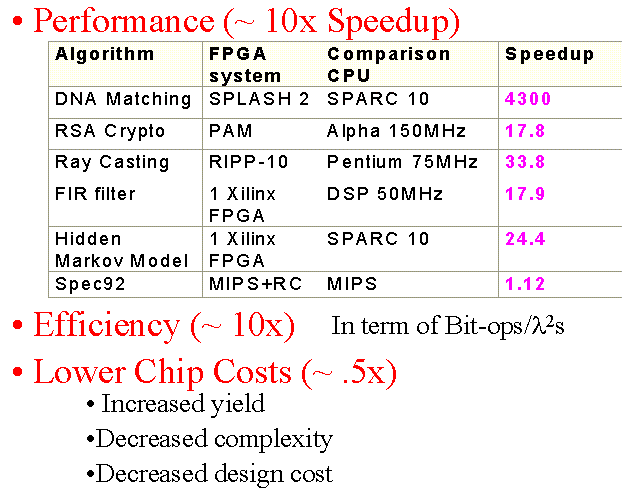 • Performance (~ 10x Speedup)
Algorithm FPGA system Comparison CPU Speedup
DNA Matching SPLASH 2 SPARC 10 4300
RSA Crypto PAM Alpha 150MHz 17.8
Ray Casting RIPP-10 Pentium 75MHz 33.8
FIR filter 1 Xilinx FPGA DSP 50MHz 17.9
Hidden Markov Model 1 Xilinx FPGA SPARC 10 24.4
Spec92 MIPS+RC MIPS 1.12
• Efficiency (~ 10x) In term of Bit-ops/λ²s
• Lower Chip Costs (~ .5x)
• Increased yield
•Decreased complexity
•Decreased design cost